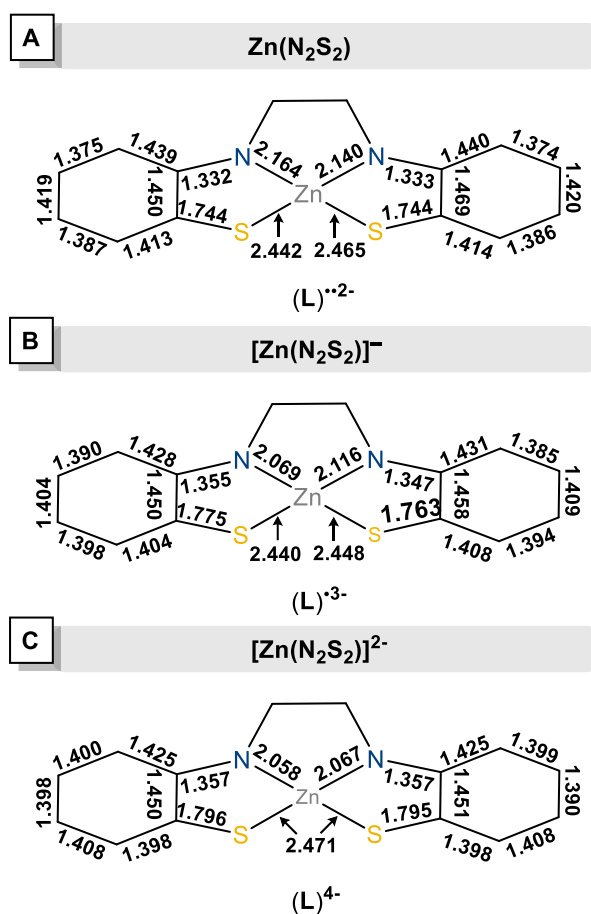 A
Zn(N₂S₂)
1.375 1.439 N 2.164 2.140 N 1.440 1.374
1.419 1.450 1.332 Zn 1.333 1.469 1.420
1.744 1.744
1.387 1.413 S S 1.414 1.386
2.442 2.465
(L)••2-
B
[Zn(N₂S₂)]⁻
1.390 1.428 N 2.069 2.116 N 1.431 1.385
1.404 1.450 1.355 Zn 1.347 1.458 1.409
1.775 1.763
1.398 1.404 S S 1.408 1.394
2.440 2.448
(L)•3-
C
[Zn(N₂S₂)]²⁻
1.400 1.425 N 2.058 2.067 N 1.425 1.399
1.398 1.450 1.357 Zn 1.357 1.451 1.390
1.796 1.795
1.408 1.398 S S 1.398 1.408
2.471
(L)⁴⁻